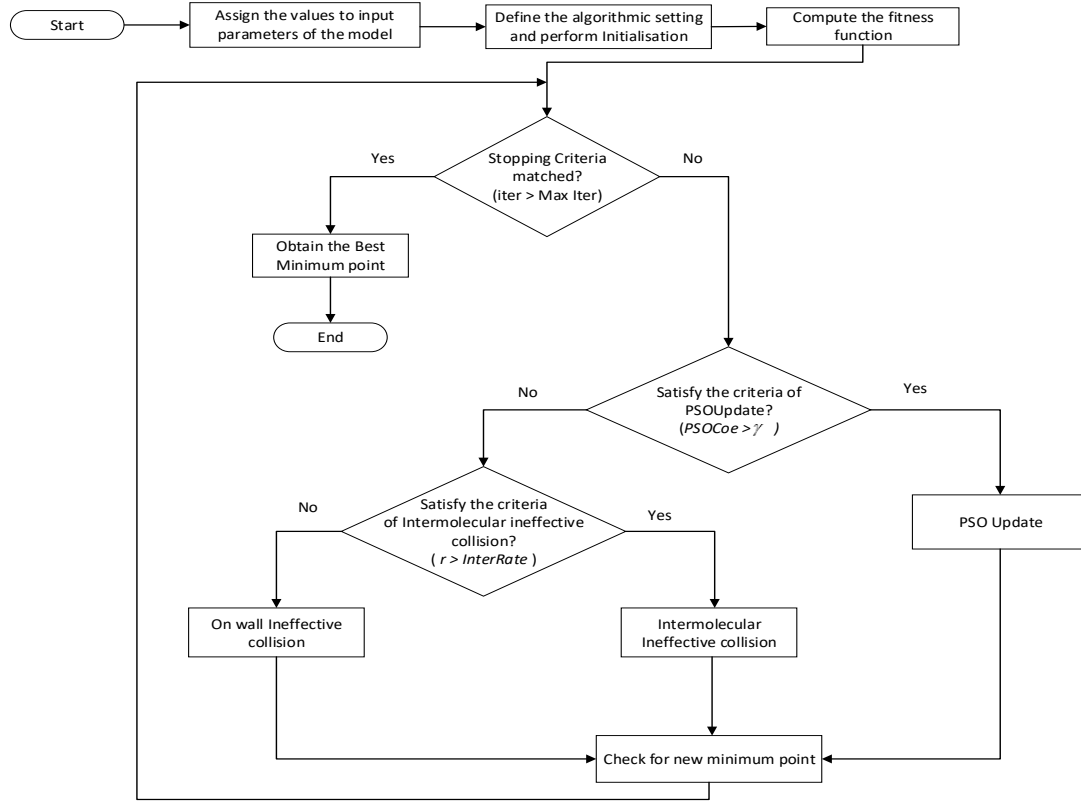 Start
Assign the values to input
parameters of the model
Define the algorithmic setting
and perform Initialisation
Compute the fitness
function
Yes
Stopping Criteria
matched?
(iter > Max Iter)
No
Obtain the Best
Minimum point
End
No
Satisfy the criteria of
PSOUpdate?
(PSOCoe > γ )
Yes
No
Satisfy the criteria
of Intermolecular ineffective
collision?
( r > InterRate )
Yes
PSO Update
On wall Ineffective
collision
Intermolecular
Ineffective collision
Check for new minimum point